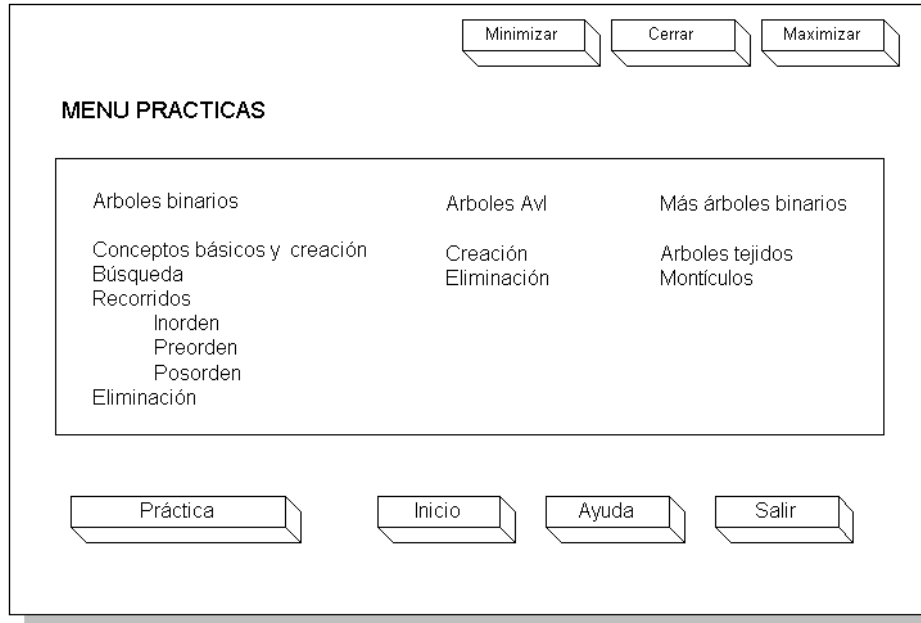 Minimizar
Cerrar
Maximizar
MENU PRACTICAS
Arboles binarios
Conceptos básicos y creación
Búsqueda
Recorridos
Inorden
Preorden
Posorden
Eliminación
Arboles Avl
Creación
Eliminación
Más árboles binarios
Arboles tejidos
Montículos
Práctica
Inicio
Ayuda
Salir